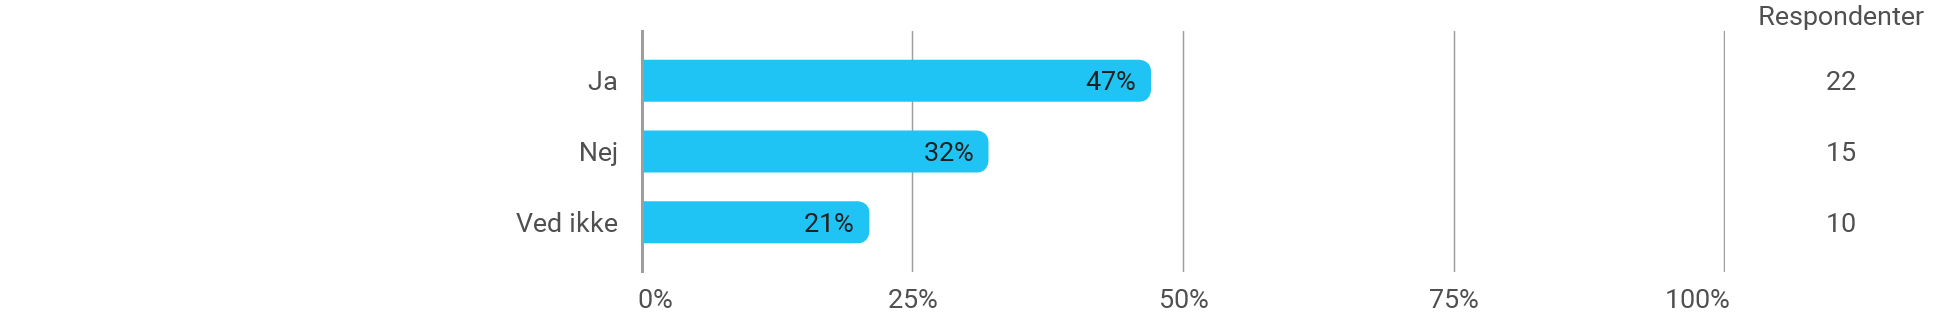 Respondenter
Ja 47% 22
Nej 32% 15
Ved ikke 21% 10
0% 25% 50% 75% 100%